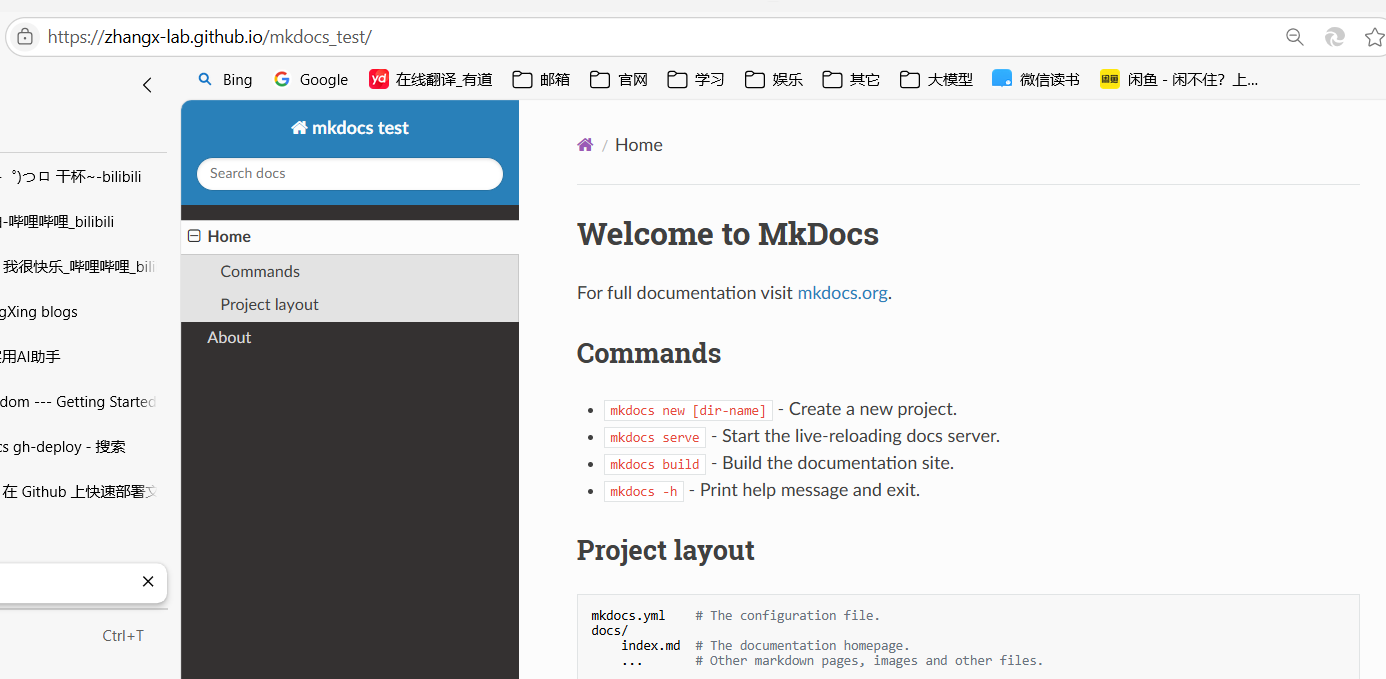 https://zhangx-lab.github.io/mkdocs_test/
Bing Google yd 在线翻译_有道 邮箱 官网 学习 娱乐 其它 大模型 微信读书 闲鱼 闲鱼 - 闲不住？上...
゜)つロ 干杯~-bilibili
-哔哩哔哩_bilibili
我很快乐_哔哩哔哩_bili
gXing blogs
用AI助手
dom --- Getting Started
cs gh-deploy - 搜索
在 Github 上快速部署文
Ctrl+T
mkdocs test
Search docs
Home
Commands
Project layout
About
/ Home
Welcome to MkDocs
For full documentation visit mkdocs.org.
Commands
mkdocs new [dir-name] - Create a new project.
mkdocs serve - Start the live-reloading docs server.
mkdocs build - Build the documentation site.
mkdocs -h - Print help message and exit.
Project layout
mkdocs.yml # The configuration file.
docs/
index.md # The documentation homepage.
... # Other markdown pages, images and other files.